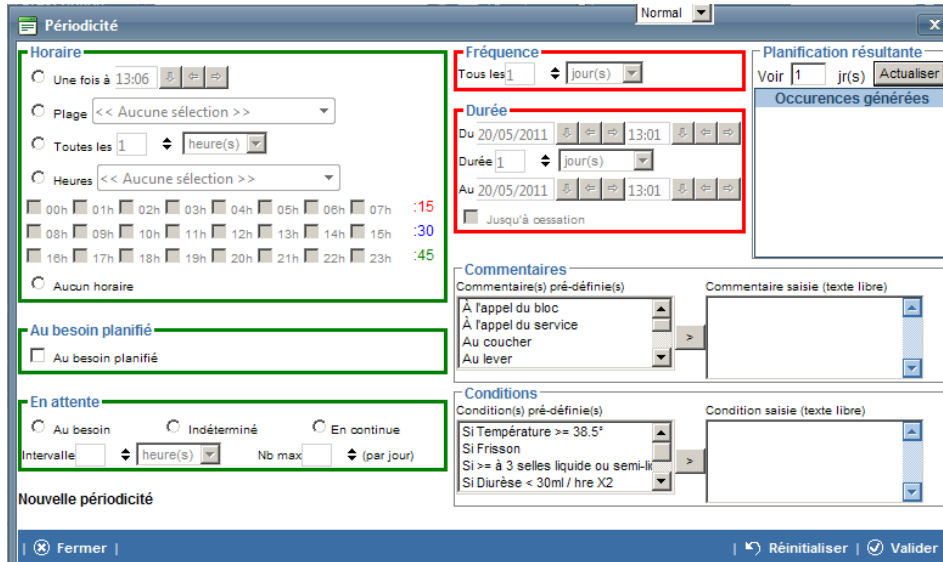 Normal
Périodicité
Horaire
Une fois à 13:06
Plage << Aucune sélection >>
Toutes les 1 heure(s)
Heures << Aucune sélection >>
00h 01h 02h 03h 04h 05h 06h 07h :15
08h 09h 10h 11h 12h 13h 14h 15h :30
16h 17h 18h 19h 20h 21h 22h 23h :45
Aucun horaire
Au besoin planifié
Au besoin planifié
En attente
Au besoin Indéterminé En continue
Intervalle heure(s) Nb max (par jour)
Nouvelle périodicité
Fréquence
Tous les 1 jour(s)
Durée
Du 20/05/2011 13:01
Durée 1 jour(s)
Au 20/05/2011 13:01
Jusqu'à cessation
Planification résultante
Voir 1 jr(s) Actualiser
Occurences générées
Commentaires
Commentaire(s) pré-définie(s)
À l'appel du bloc
À l'appel du service
Au coucher
Au lever
>
Commentaire saisie (texte libre)
Conditions
Condition(s) pré-définie(s)
Si Température >= 38.5°
Si Frisson
Si >= à 3 selles liquide ou semi-li
Si Diurèse < 30ml / hre X2
>
Condition saisie (texte libre)
| Fermer |
| Réinitialiser | Valider